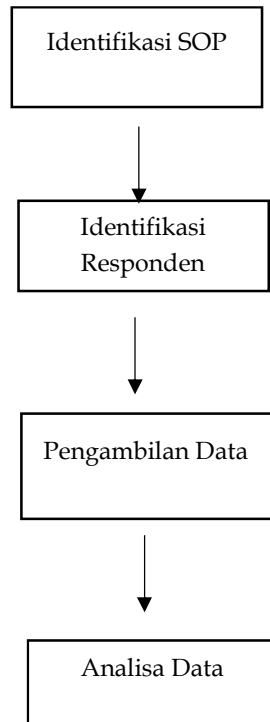 Identifikasi SOP
Identifikasi
Responden
Pengambilan Data
Analisa Data